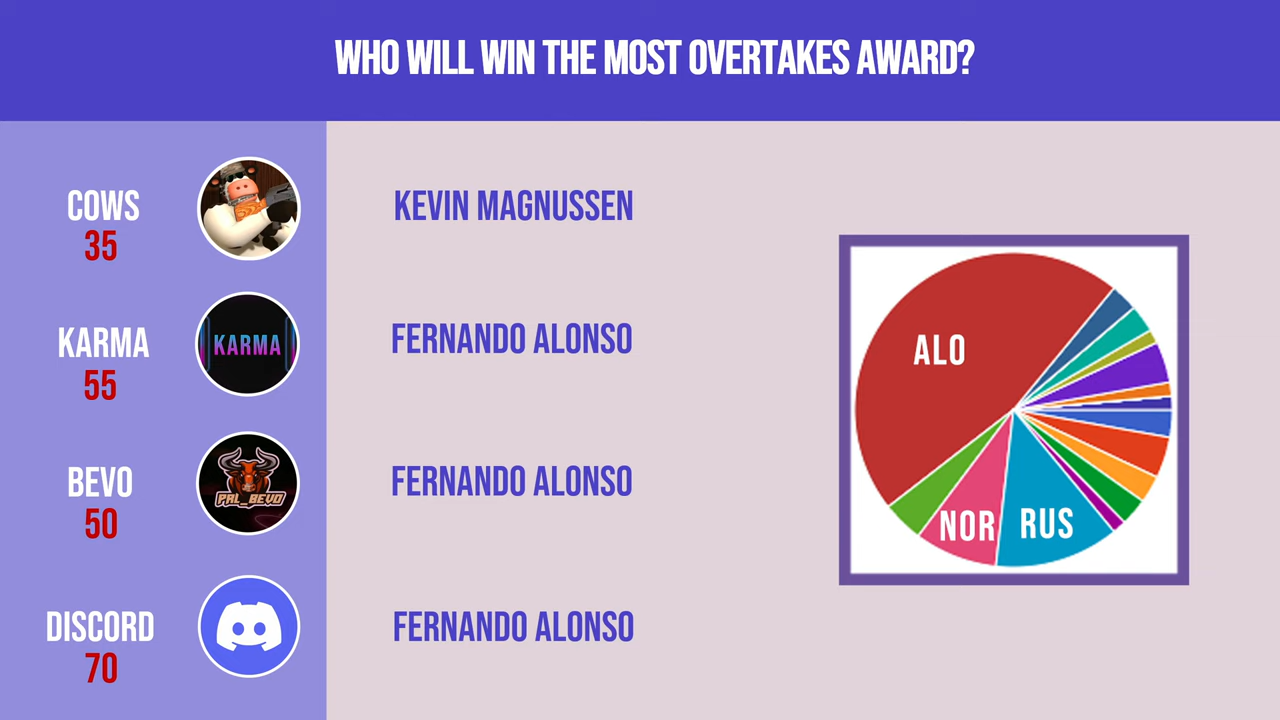 WHO WILL WIN THE MOST OVERTAKES AWARD?
COWS
35
KEVIN MAGNUSSEN
KARMA
55
KARMA
FERNANDO ALONSO
BEVO
50
PRL_BEVO
FERNANDO ALONSO
DISCORD
70
FERNANDO ALONSO
ALO
NOR
RUS